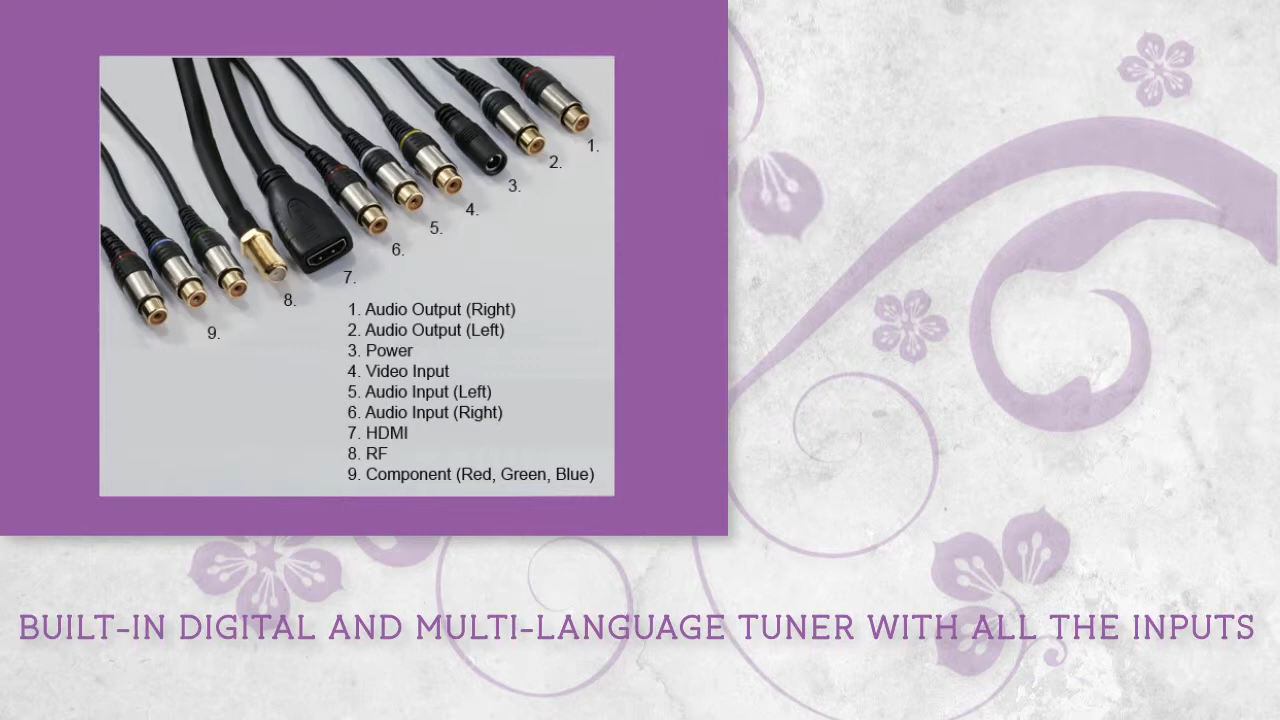 1.
2.
3.
4.
5.
6.
7.
8.
9.
1. Audio Output (Right)
2. Audio Output (Left)
3. Power
4. Video Input
5. Audio Input (Left)
6. Audio Input (Right)
7. HDMI
8. RF
9. Component (Red, Green, Blue)
BUILT-IN DIGITAL AND MULTI-LANGUAGE TUNER WITH ALL THE INPUTS